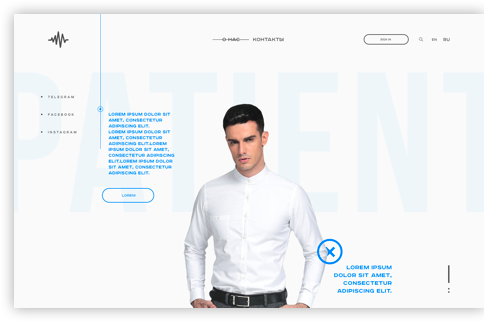 О НАС КОНТАКТЫ
SIGN IN
EN RU
PATIENT
TELEGRAM
FACEBOOK
INSTAGRAM
LOREM IPSUM DOLOR SIT
AMET, CONSECTETUR
ADIPISCING ELIT.
LOREM IPSUM DOLOR SIT
AMET, CONSECTETUR
ADIPISCING ELIT.LOREM
IPSUM DOLOR SIT AMET,
CONSECTETUR ADIPISCING
ELIT.LOREM IPSUM DOLOR
SIT AMET, CONSECTETUR
ADIPISCING ELIT.
LOREM
LOREM IPSUM
DOLOR SIT AMET,
CONSECTETUR
ADIPISCING ELIT.